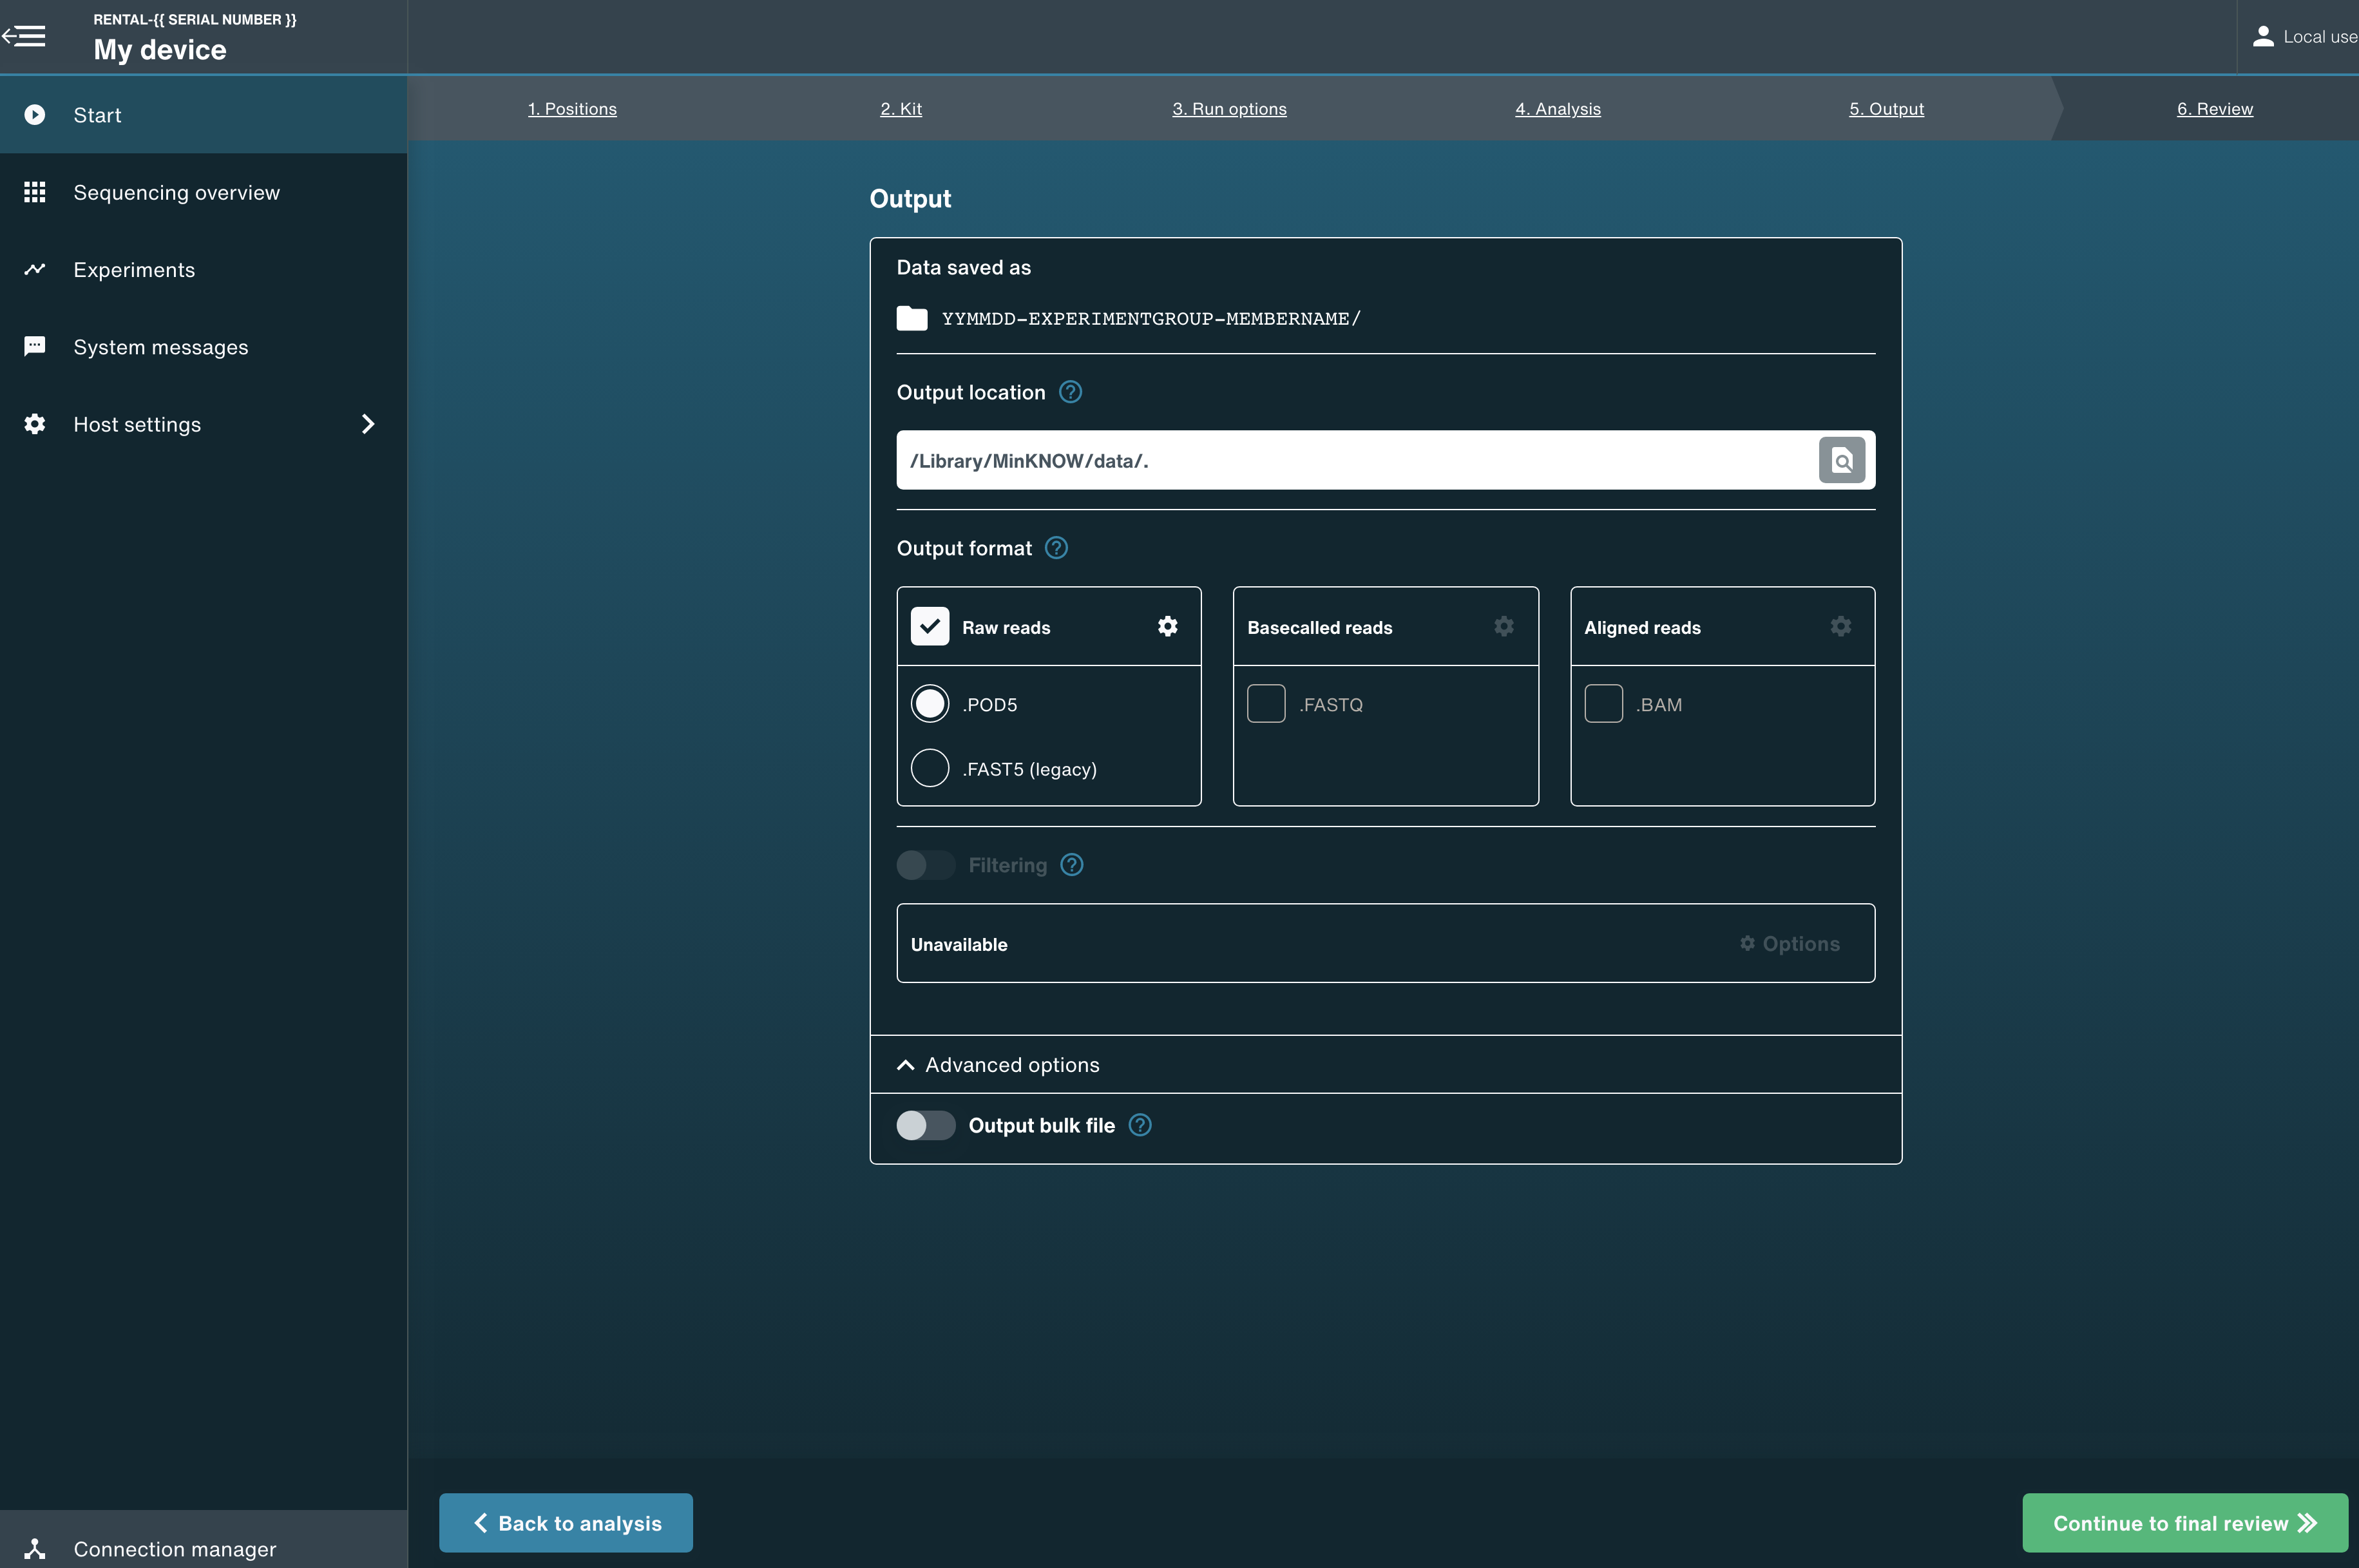 RENTAL-{{ SERIAL NUMBER }}
My device
Local use
Start
Sequencing overview
Experiments
System messages
Host settings
Connection manager
1. Positions
2. Kit
3. Run options
4. Analysis
5. Output
6. Review
Output
Data saved as
YYMMDD-EXPERIMENTGROUP-MEMBERNAME/
Output location
/Library/MinKNOW/data/.
Output format
Raw reads
.POD5
.FAST5 (legacy)
Basecalled reads
.FASTQ
Aligned reads
.BAM
Filtering
Unavailable
Options
Advanced options
Output bulk file
Back to analysis
Continue to final review